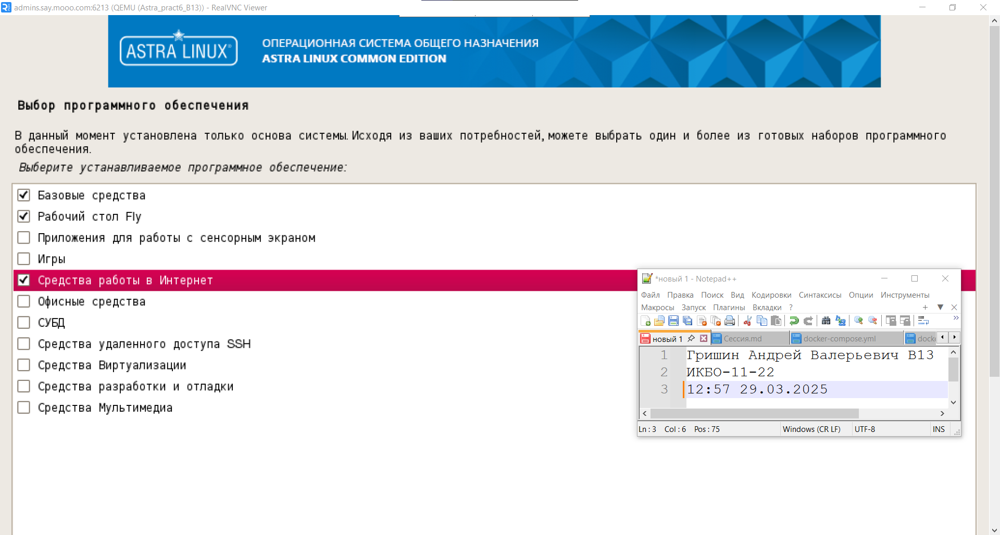 admins.say.mooo.com:6213 (QEMU (Astra_pract6_B13)) - RealVNC Viewer
ASTRA LINUX®
ОПЕРАЦИОННАЯ СИСТЕМА ОБЩЕГО НАЗНАЧЕНИЯ
ASTRA LINUX COMMON EDITION
Выбор программного обеспечения
В данный момент установлена только основа системы. Исходя из ваших потребностей, можете выбрать один и более из готовых наборов программного
обеспечения.
Выберите устанавливаемое программное обеспечение:
Базовые средства
Рабочий стол Fly
Приложения для работы с сенсорным экраном
Игры
Средства работы в Интернет
Офисные средства
СУБД
Средства удаленного доступа SSH
Средства Виртуализации
Средства разработки и отладки
Средства Мультимедиа
*новый 1 - Notepad++
Файл Правка Поиск Вид Кодировки Синтаксисы Опции Инструменты
Макросы Запуск Плагины Вкладки ?
новый 1 Сессия.md docker-compose.yml docke
1 Гришин Андрей Валерьевич В13
2 ИКБО-11-22
3 12:57 29.03.2025
Ln : 3 Col : 6 Pos : 75 Windows (CR LF) UTF-8 INS